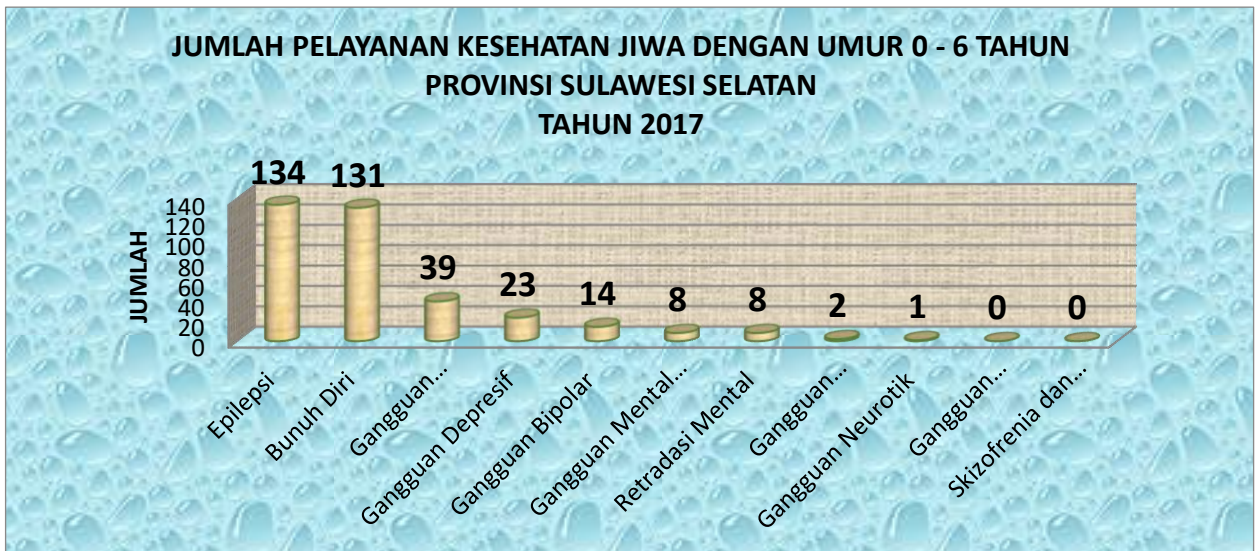 JUMLAH PELAYANAN KESEHATAN JIWA DENGAN UMUR 0 - 6 TAHUN
PROVINSI SULAWESI SELATAN
TAHUN 2017
134
131
39
23
14
8
8
2
1
0
0
JUMLAH
140
120
100
80
60
40
20
0
Epilepsi
Bunuh Diri
Gangguan...
Gangguan Depresif
Gangguan Bipolar
Gangguan Mental...
Retradasi Mental
Gangguan...
Gangguan Neurotik
Gangguan...
Skizofrenia dan...